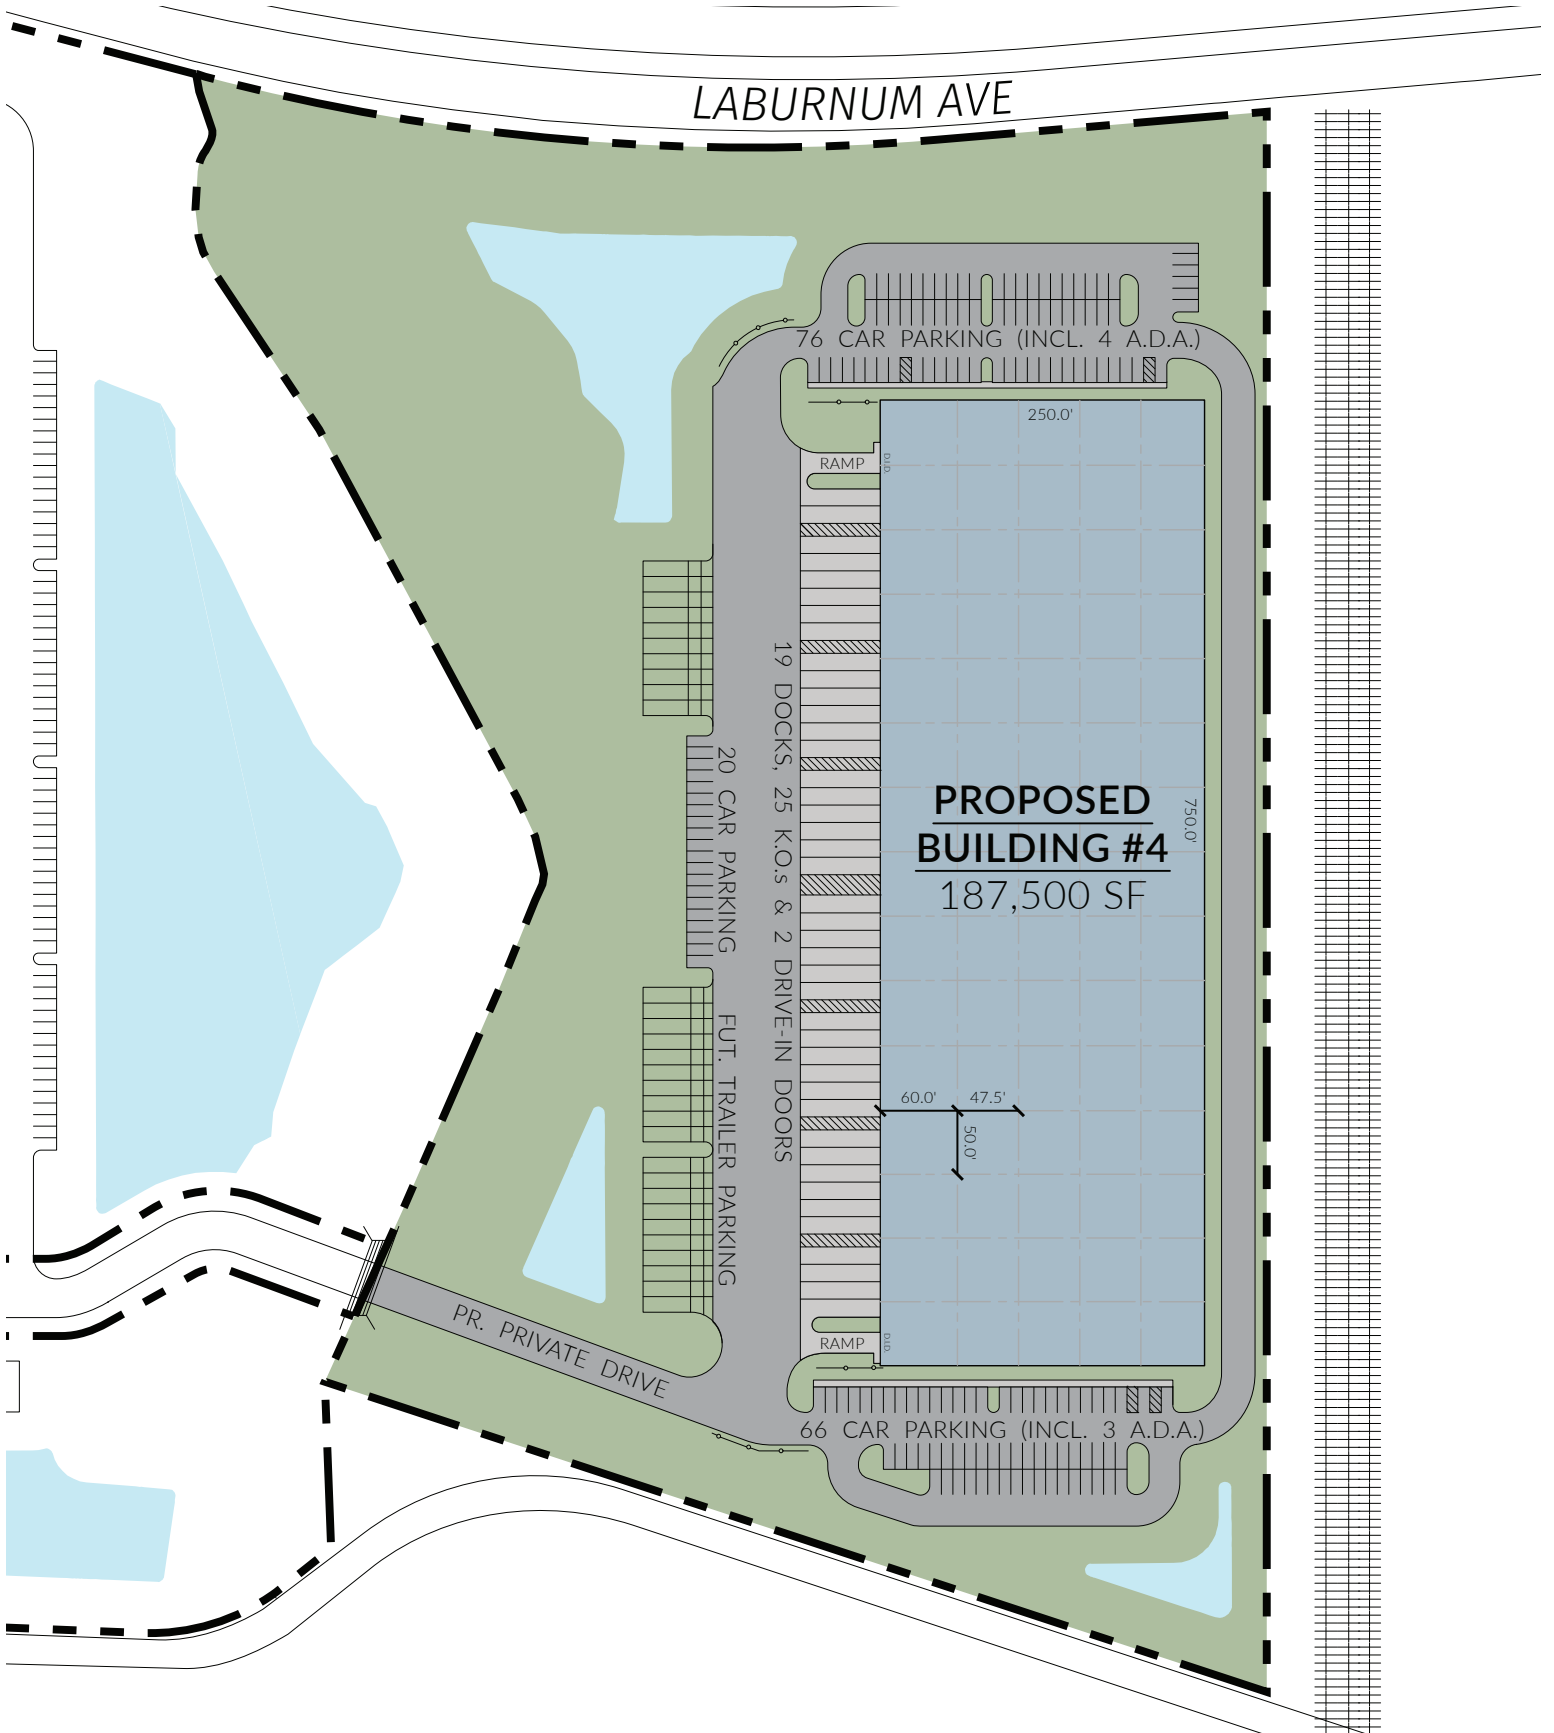 LABURNUM AVE
76 CAR PARKING (INCL. 4 A.D.A.)
250.0'
RAMP
D.I.D.
19 DOCKS, 25 K.O.s & 2 DRIVE-IN DOORS
20 CAR PARKING
PROPOSED
BUILDING #4
187,500 SF
750.0'
FUT. TRAILER PARKING
60.0'
47.5'
50.0'
PR. PRIVATE DRIVE
RAMP
D.I.D.
66 CAR PARKING (INCL. 3 A.D.A.)